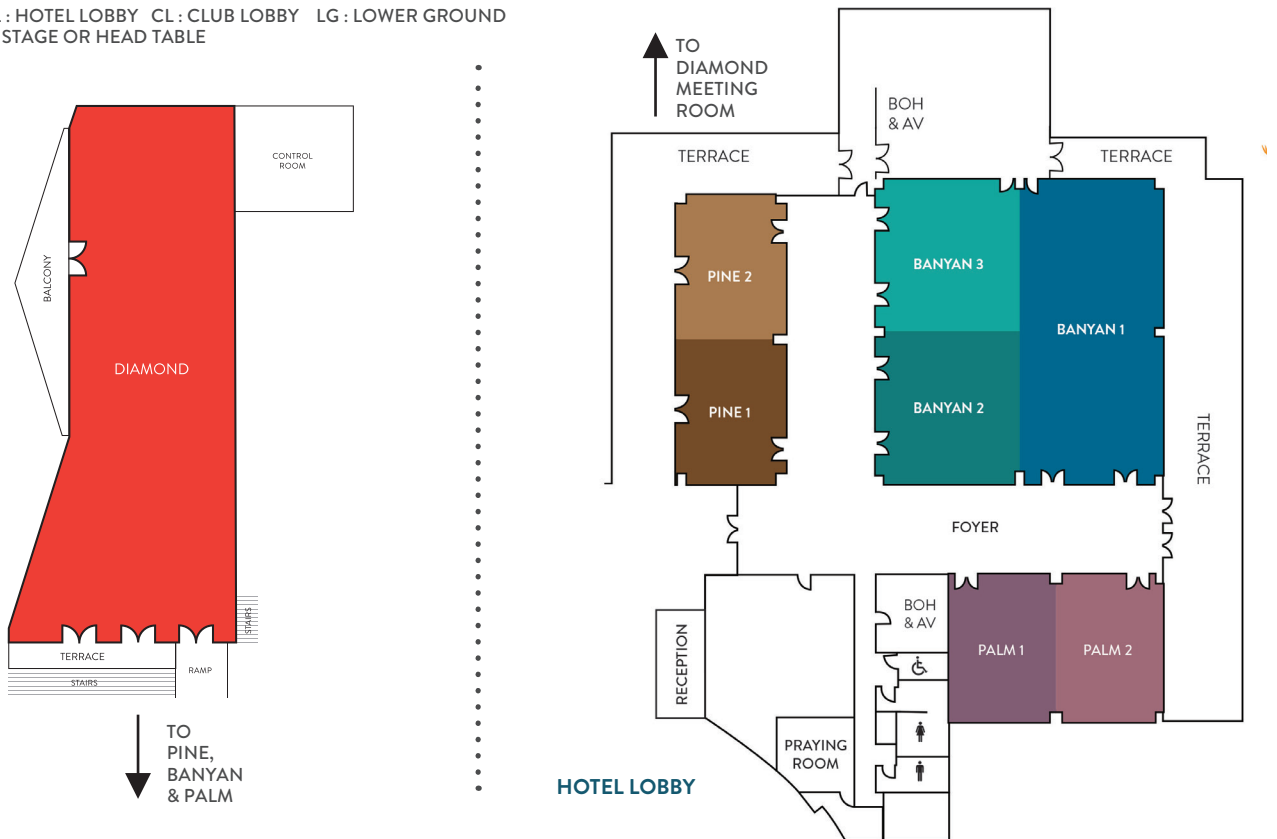 : HOTEL LOBBY CL : CLUB LOBBY LG : LOWER GROUND
STAGE OR HEAD TABLE
CONTROL
ROOM
BALCONY
DIAMOND
STAIRS
TERRACE
RAMP
STAIRS
TO
PINE,
BANYAN
& PALM
TO
DIAMOND
MEETING
ROOM
BOH
& AV
TERRACE
TERRACE
PINE 2
BANYAN 3
BANYAN 1
PINE 1
BANYAN 2
TERRACE
FOYER
BOH
& AV
PALM 1
PALM 2
RECEPTION
PRAYING
ROOM
HOTEL LOBBY